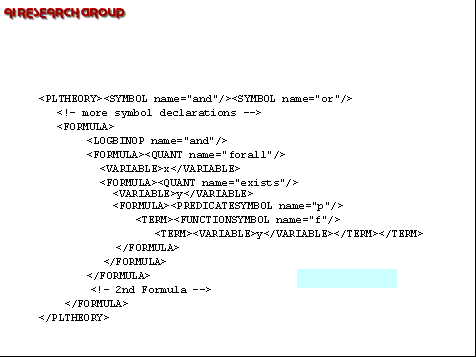 AI RESEARCH GROUP
<PLTHEORY><SYMBOL name="and"/><SYMBOL name="or"/>
<!- more symbol declarations -->
<FORMULA>
<LOGBINOP name="and"/>
<FORMULA><QUANT name="forall"/>
<VARIABLE>x</VARIABLE>
<FORMULA><QUANT name="exists"/>
<VARIABLE>y</VARIABLE>
<FORMULA><PREDICATESYMBOL name="p"/>
<TERM><FUNCTIONSYMBOL name="f"/>
<TERM><VARIABLE>y</VARIABLE></TERM></TERM>
</FORMULA>
</FORMULA>
</FORMULA>
<!- 2nd Formula -->
</FORMULA>
</PLTHEORY>